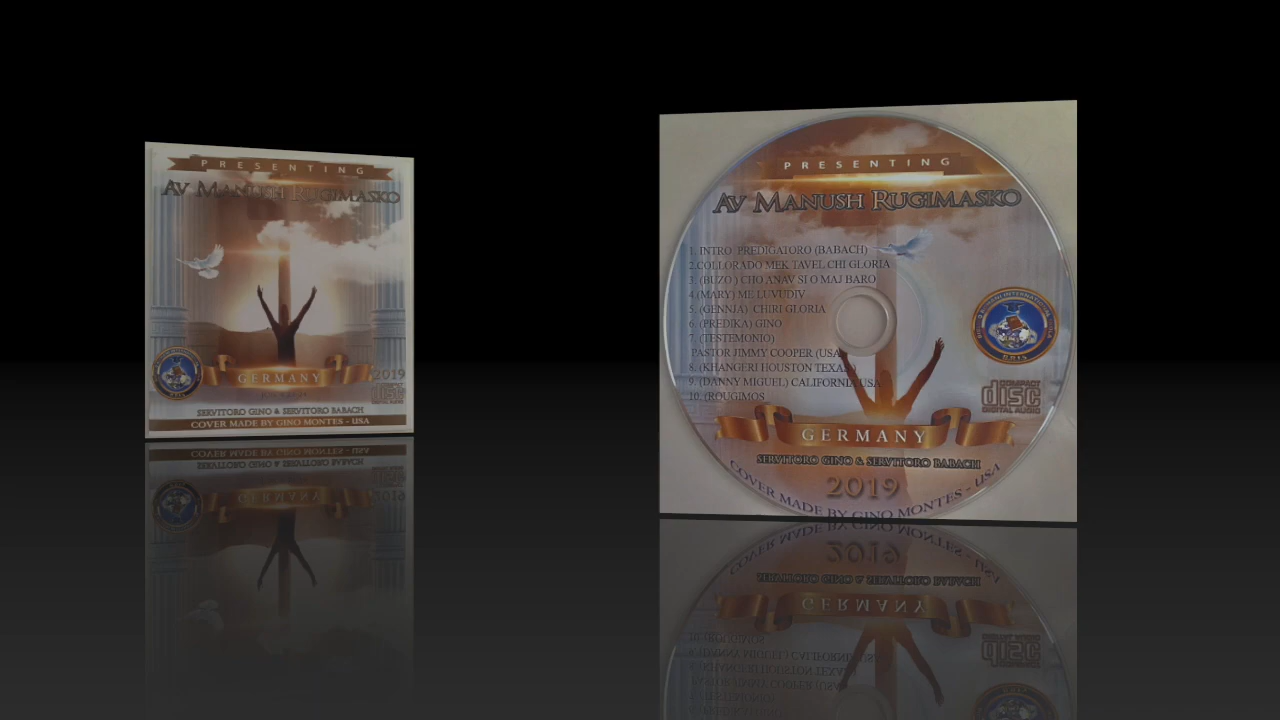 PRESENTING
AV MANUSH RUGIMASKO
GERMANY
2019
SERVITORO GINO & SERVITORO BABACH
COVER MADE BY GINO MONTES - USA
PRESENTING
AV MANUSH RUGIMASKO
1. INTRO PREDIGATORO (BABACH)
2.COLLORADO MEK TAVEL CHI GLORIA
3. (BUZO ) CHO ANAV SI O MAJ BARO
4.(MARY) ME LUVUDIV
5. (GENNJA) CHIRI GLORIA
6. (PREDIKA) GINO
7. (TESTEMONIO)
PASTOR JIMMY COOPER (USA)
8. (KHANGERI HOUSTON TEXAS )
9. (DANNY MIGUEL) CALIFORNIA USA
10. (ROUGIMOS
COMPACT
disc
DIGITAL AUDIO
GERMANY
SERVITORO GINO & SERVITORO BABACH
2019
COVER MADE BY GINO MONTES - USA